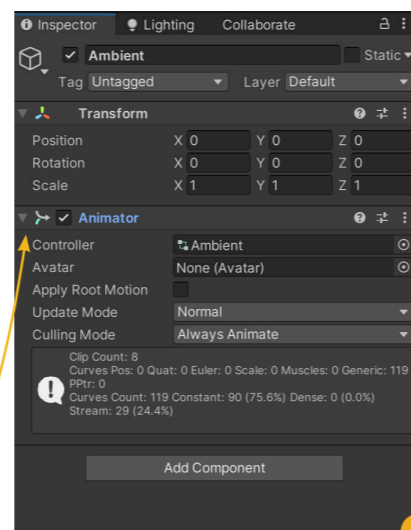 Inspector Lighting Collaborate
Ambient Static
Tag Untagged Layer Default
Transform
Position X 0 Y 0 Z 0
Rotation X 0 Y 0 Z 0
Scale X 1 Y 1 Z 1
Animator
Controller Ambient
Avatar None (Avatar)
Apply Root Motion
Update Mode Normal
Culling Mode Always Animate
Clip Count: 8
Curves Pos: 0 Quat: 0 Euler: 0 Scale: 0 Muscles: 0 Generic: 119
PPtr: 0
Curves Count: 119 Constant: 90 (75.6%) Dense: 0 (0.0%)
Stream: 29 (24.4%)
Add Component